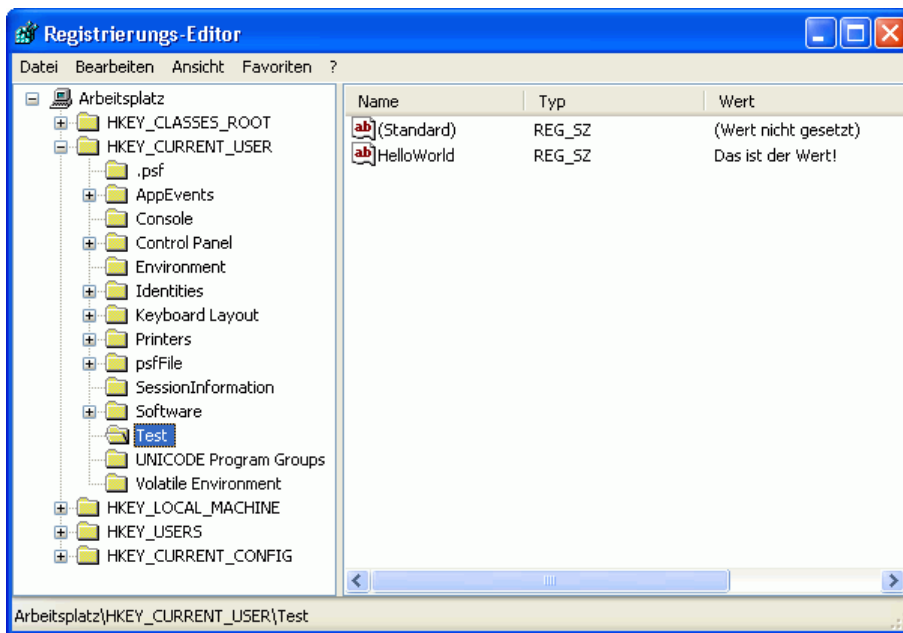 Registrierungs-Editor
Datei Bearbeiten Ansicht Favoriten ?
Arbeitsplatz
HKEY_CLASSES_ROOT
HKEY_CURRENT_USER
.psf
AppEvents
Console
Control Panel
Environment
Identities
Keyboard Layout
Printers
psfFile
SessionInformation
Software
Test
UNICODE Program Groups
Volatile Environment
HKEY_LOCAL_MACHINE
HKEY_USERS
HKEY_CURRENT_CONFIG
Name Typ Wert
ab (Standard) REG_SZ (Wert nicht gesetzt)
ab HelloWorld REG_SZ Das ist der Wert!
Arbeitsplatz\HKEY_CURRENT_USER\Test